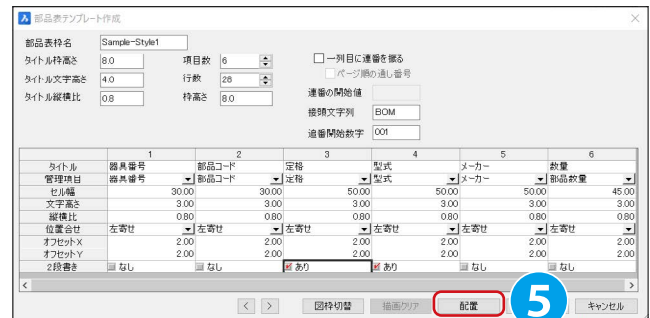 部品表テンプレート作成
部品表枠名 Sample-Style1
タイトル枠高さ 8.0 項目数 6 一列目に連番を振る
ページ順の通し番号
タイトル文字高さ 4.0 行数 28
タイトル縦横比 0.8 枠高さ 8.0 連番の開始値
接頭文字列 BOM
追番開始数字 001
1 2 3 4 5 6
タイトル 器具番号 部品コード 定格 型式 メーカー 数量
管理項目 器具番号 部品コード 定格 型式 メーカー 部品数量
セル幅 30.00 30.00 50.00 50.00 50.00 45.00
文字高さ 3.00 3.00 3.00 3.00 3.00 3.00
縦横比 0.80 0.80 0.80 0.80 0.80 0.80
位置合せ 左寄せ 左寄せ 左寄せ 左寄せ 左寄せ 左寄せ
オフセットX 2.00 2.00 2.00 2.00 2.00 2.00
オフセットY 2.00 2.00 2.00 2.00 2.00 2.00
2段書き なし なし あり あり なし なし
< > 図枠切替 描画クリア 配置 5 キャンセル